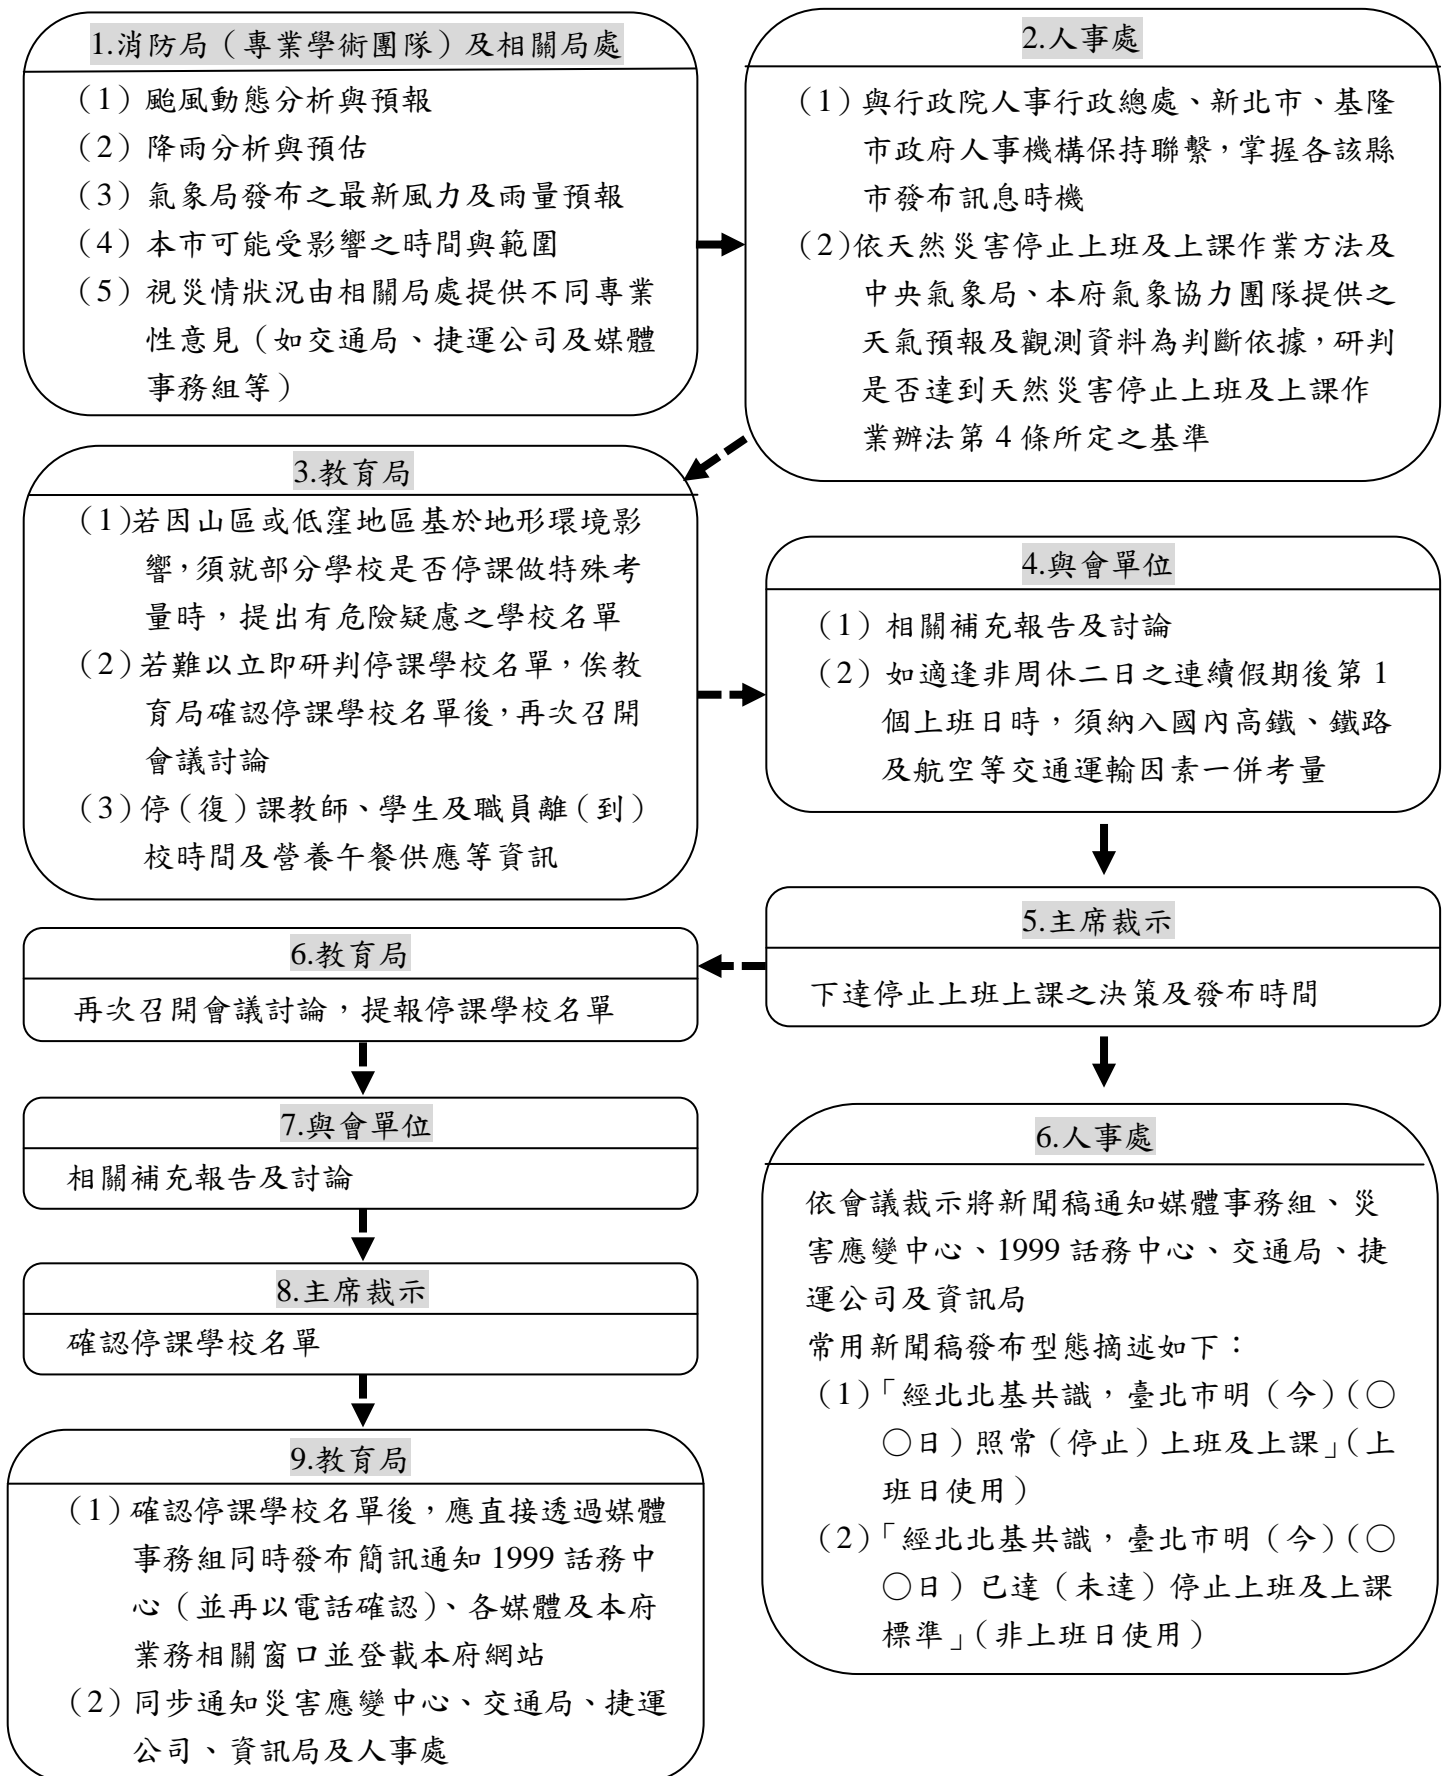 1.消防局（專業學術團隊）及相關局處
（1）颱風動態分析與預報
（2）降雨分析與預估
（3）氣象局發布之最新風力及雨量預報
（4）本市可能受影響之時間與範圍
（5）視災情狀況由相關局處提供不同專業
性意見（如交通局、捷運公司及媒體
事務組等）
2.人事處
（1）與行政院人事行政總處、新北市、基隆
市政府人事機構保持聯繫，掌握各該縣
市發布訊息時機
（2）依天然災害停止上班及上課作業方法及
中央氣象局、本府氣象協力團隊提供之
天氣預報及觀測資料為判斷依據，研判
是否達到天然災害停止上班及上課作
業辦法第 4 條所定之基準
3.教育局
（1）若因山區或低窪地區基於地形環境影
響，須就部分學校是否停課做特殊考
量時，提出有危險疑慮之學校名單
（2）若難以立即研判停課學校名單，俟教
育局確認停課學校名單後，再次召開
會議討論
（3）停（復）課教師、學生及職員離（到）
校時間及營養午餐供應等資訊
4.與會單位
（1）相關補充報告及討論
（2）如適逢非周休二日之連續假期後第 1
個上班日時，須納入國內高鐵、鐵路
及航空等交通運輸因素一併考量
5.主席裁示
下達停止上班上課之決策及發布時間
6.教育局
再次召開會議討論，提報停課學校名單
7.與會單位
相關補充報告及討論
8.主席裁示
確認停課學校名單
9.教育局
（1）確認停課學校名單後，應直接透過媒體
事務組同時發布簡訊通知 1999 話務中
心（並再以電話確認）、各媒體及本府
業務相關窗口並登載本府網站
（2）同步通知災害應變中心、交通局、捷運
公司、資訊局及人事處
6.人事處
依會議裁示將新聞稿通知媒體事務組、災
害應變中心、1999 話務中心、交通局、捷
運公司及資訊局
常用新聞稿發布型態摘述如下：
（1）「經北北基共識，臺北市明（今）（○
○日）照常（停止）上班及上課」（上
班日使用）
（2）「經北北基共識，臺北市明（今）（○
○日）已達（未達）停止上班及上課
標準」（非上班日使用）